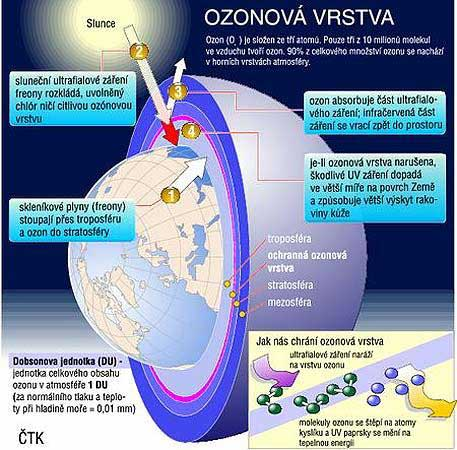 Slunce
OZONOVÁ VRSTVA
Ozon (O ) je složen ze tří atomů. Pouze tři z 10 milionů molekul
ve vzduchu tvoří ozon. 90% z celkového množství ozonu se nachází
v horních vrstvách atmosféry.
2
sluneční ultrafialové záření
freony rozkládá, uvolněný
chlór ničí citlivou ozónovou
vrstvu
3
ozon absorbuje část ultrafialo-
vého záření; infračervená část
záření se vrací zpět do prostoru
4
je-li ozonová vrstva narušena,
škodlivé UV záření dopadá
ve větší míře na povrch Země
a způsobuje větší výskyt rako-
viny kůže
1
skleníkové plyny (freony)
stoupají přes troposféru
a ozon do stratosféry
troposféra
ochranná ozonová
vrstva
stratosféra
mezosféra
Dobsonova jednotka (DU) -
jednotka celkového obsahu
ozonu v atmosféře 1 DU
(za normálního tlaku a teplo-
ty při hladině moře = 0,01 mm)
ČTK
Jak nás chrání ozonová vrstva
ultrafialové záření naráží
na vrstvu ozonu
molekuly ozonu se štěpí na atomy
kyslíku a UV paprsky se mění na
tepelnou energii